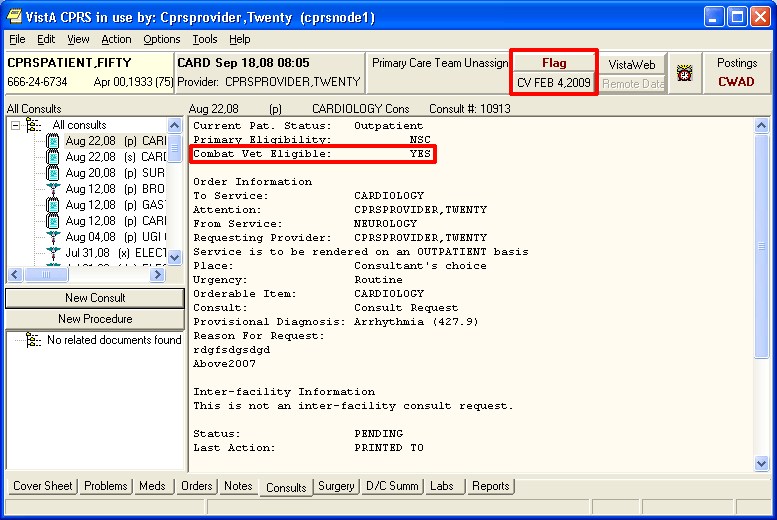 VistA CPRS in use by: Cprsprovider,Twenty (cprsnode1)
File Edit View Action Options Tools Help
CPRSPATIENT,FIFTY
666-24-6734 Apr 00,1933 (75)
CARD Sep 18,08 08:05
Provider: CPRSPROVIDER,TWENTY
Primary Care Team Unassign
Flag
CV FEB 4,2009
VistaWeb
Remote Data
Postings
CWAD
All Consults
Aug 22,08 (p) CARDIOLOGY Cons Consult #: 10913
All consults
Aug 22,08 (p) CARI
Aug 22,08 (s) CARD
Aug 20,08 (p) SUR
Aug 12,08 (p) BRO
Aug 12,08 (p) GAS
Aug 12,08 (p) CARI
Aug 04,08 (p) UGI C
Jul 31,08 (x) ELECT
New Consult
New Procedure
No related documents found
Current Pat. Status: Outpatient
Primary Eligibility: NSC
Combat Vet Eligible: YES
Order Information
To Service: CARDIOLOGY
Attention: CPRSPROVIDER,TWENTY
From Service: NEUROLOGY
Requesting Provider: CPRSPROVIDER,TWENTY
Service is to be rendered on an OUTPATIENT basis
Place: Consultant's choice
Urgency: Routine
Orderable Item: CARDIOLOGY
Consult: Consult Request
Provisional Diagnosis: Arrhythmia (427.9)
Reason For Request:
rdgfsdgsdgd
Above2007
Inter-facility Information
This is not an inter-facility consult request.
Status: PENDING
Last Action: PRINTED TO
Cover Sheet Problems Meds Orders Notes Consults Surgery D/C Summ Labs Reports